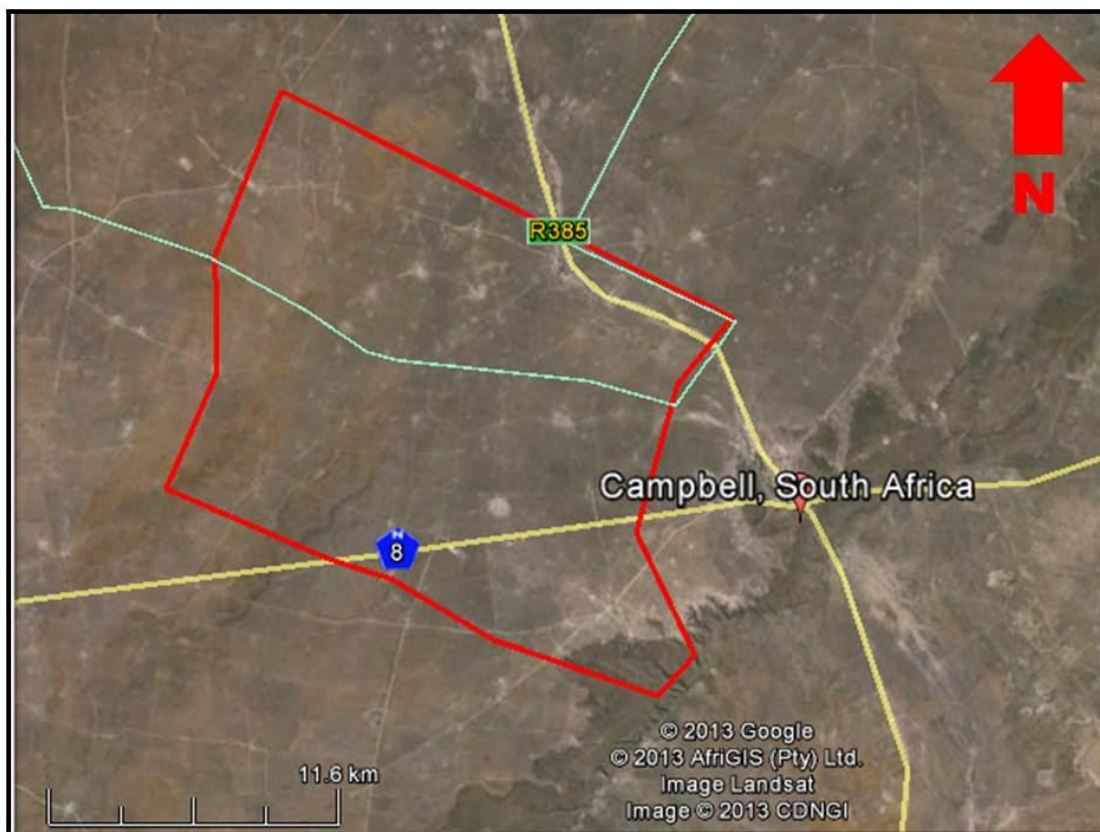 N
R385
Campbell, South Africa
N
8
© 2013 Google
© 2013 AfriGIS (Pty) Ltd.
Image Landsat
Image © 2013 CDNGI
11.6 km